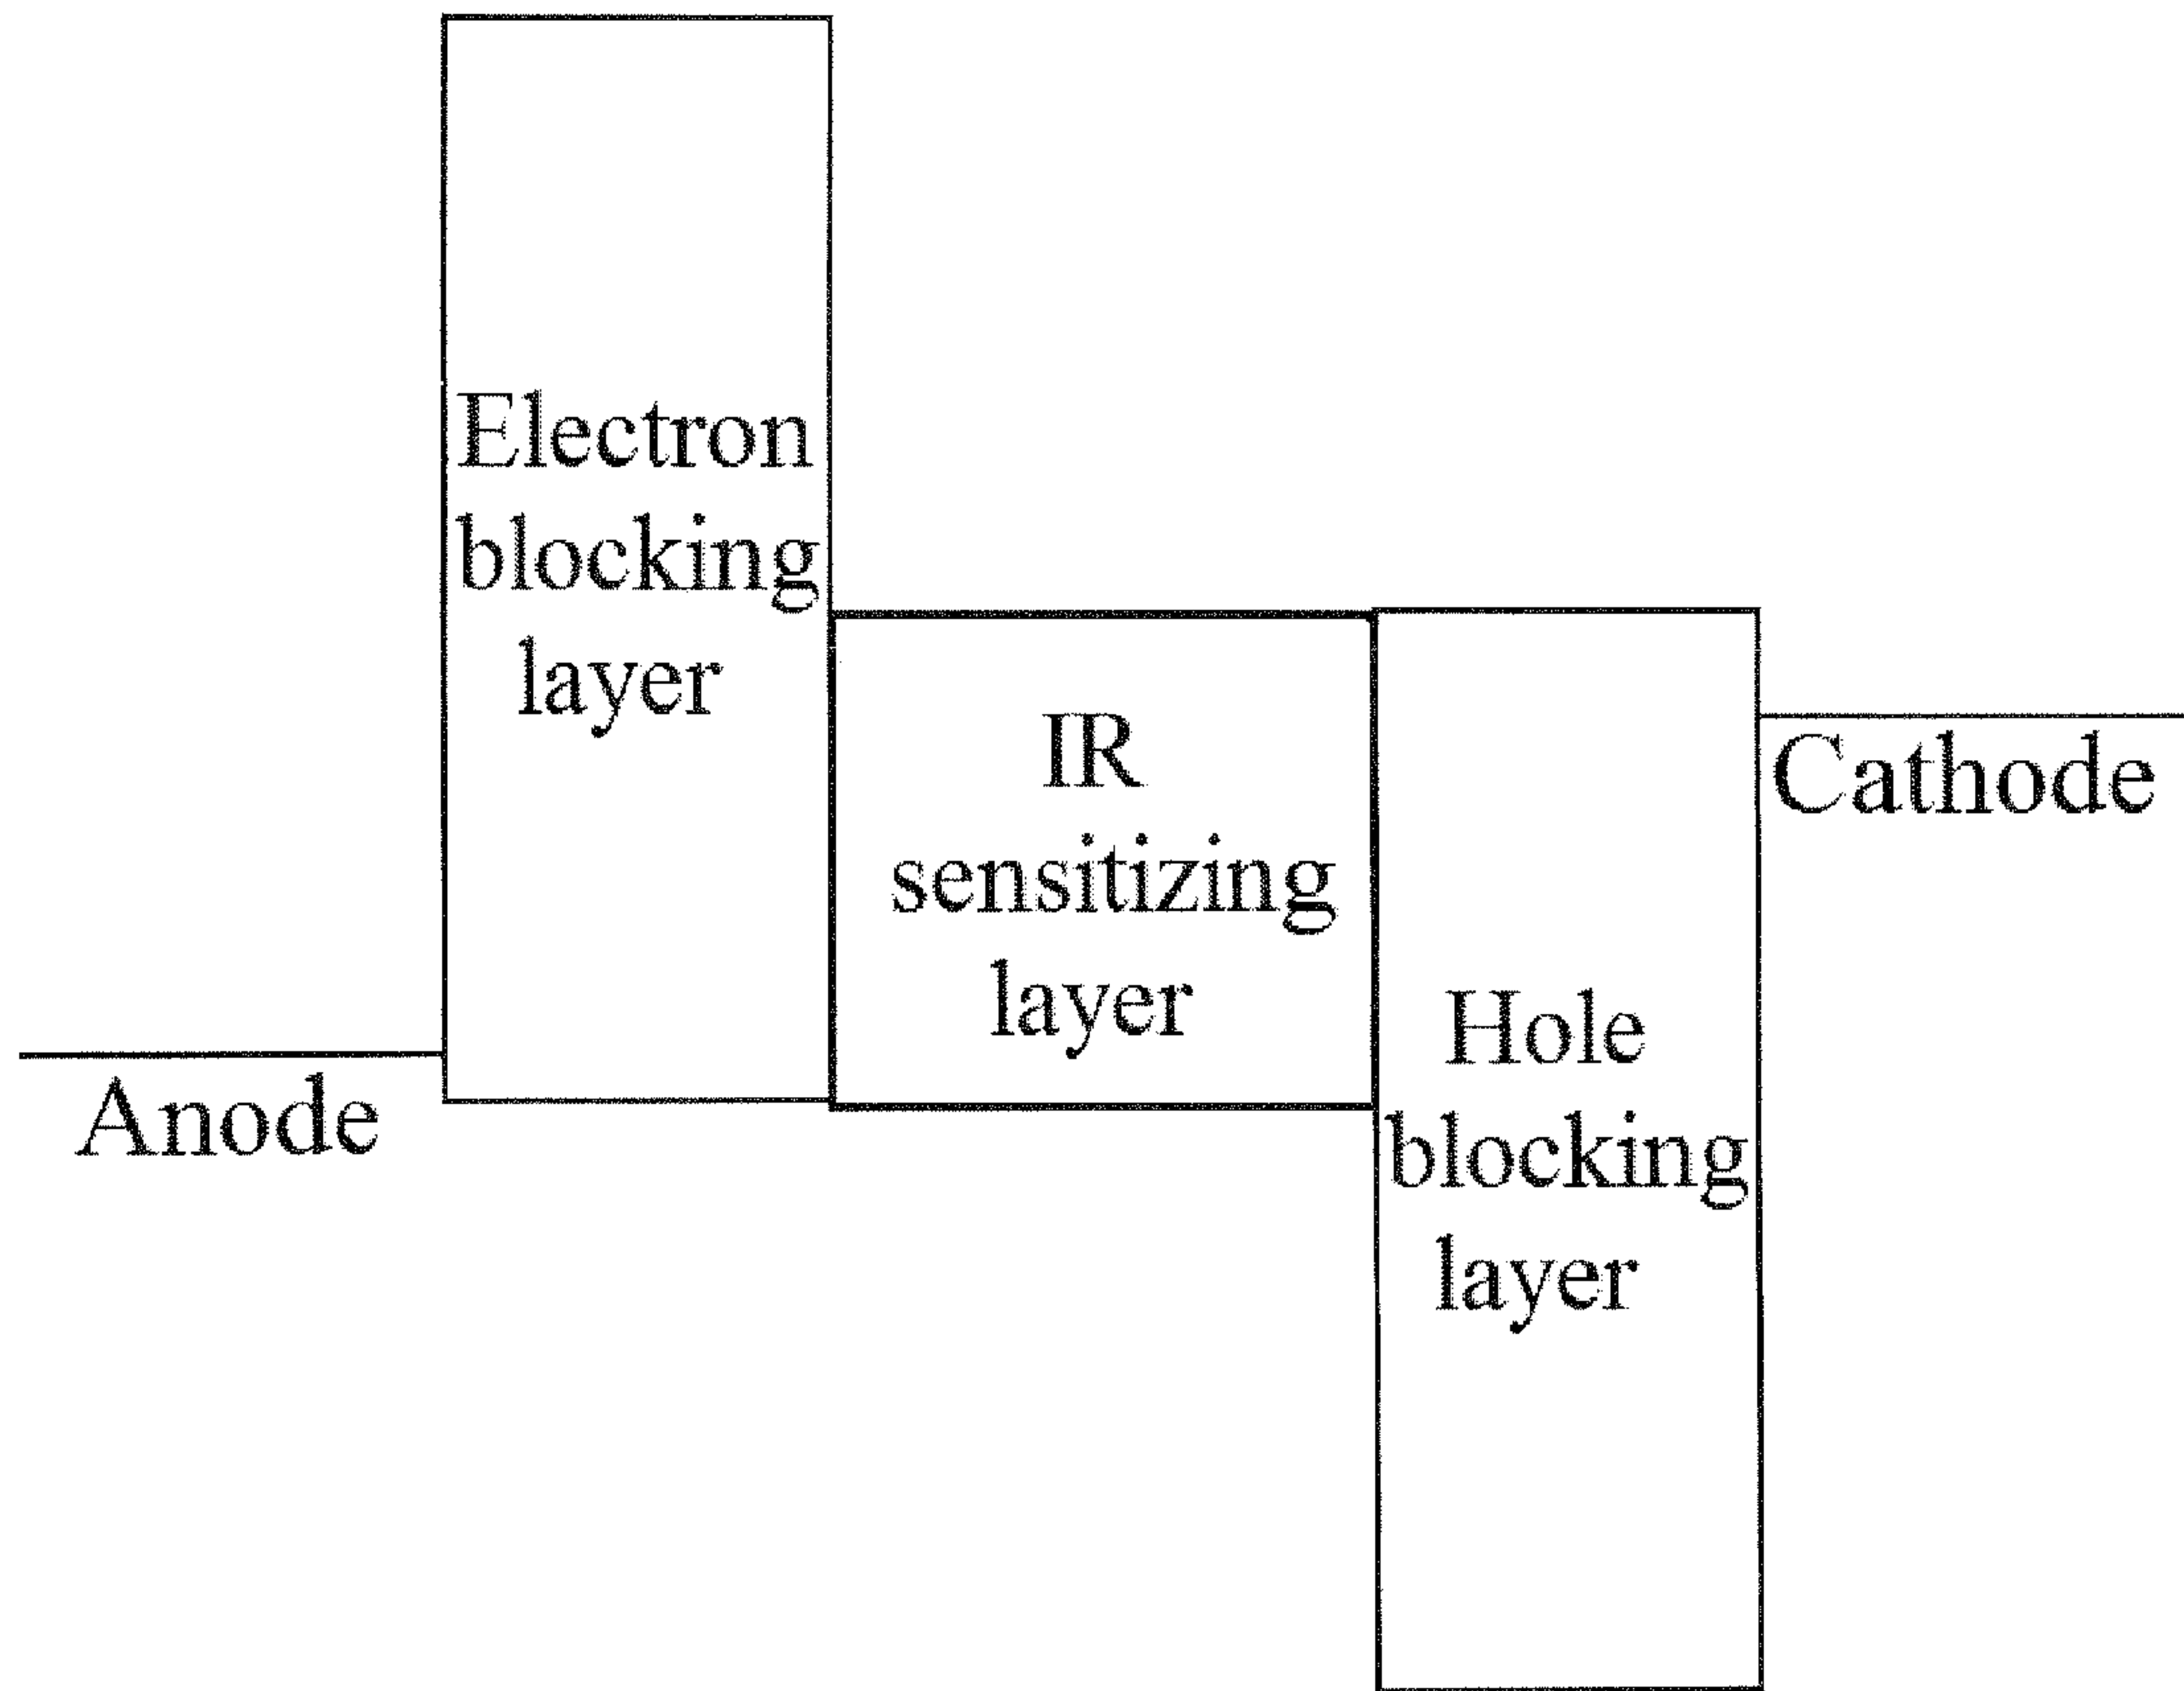 Electron
blocking
layer
IR
sensitizing
layer
Hole
blocking
layer
Anode
Cathode